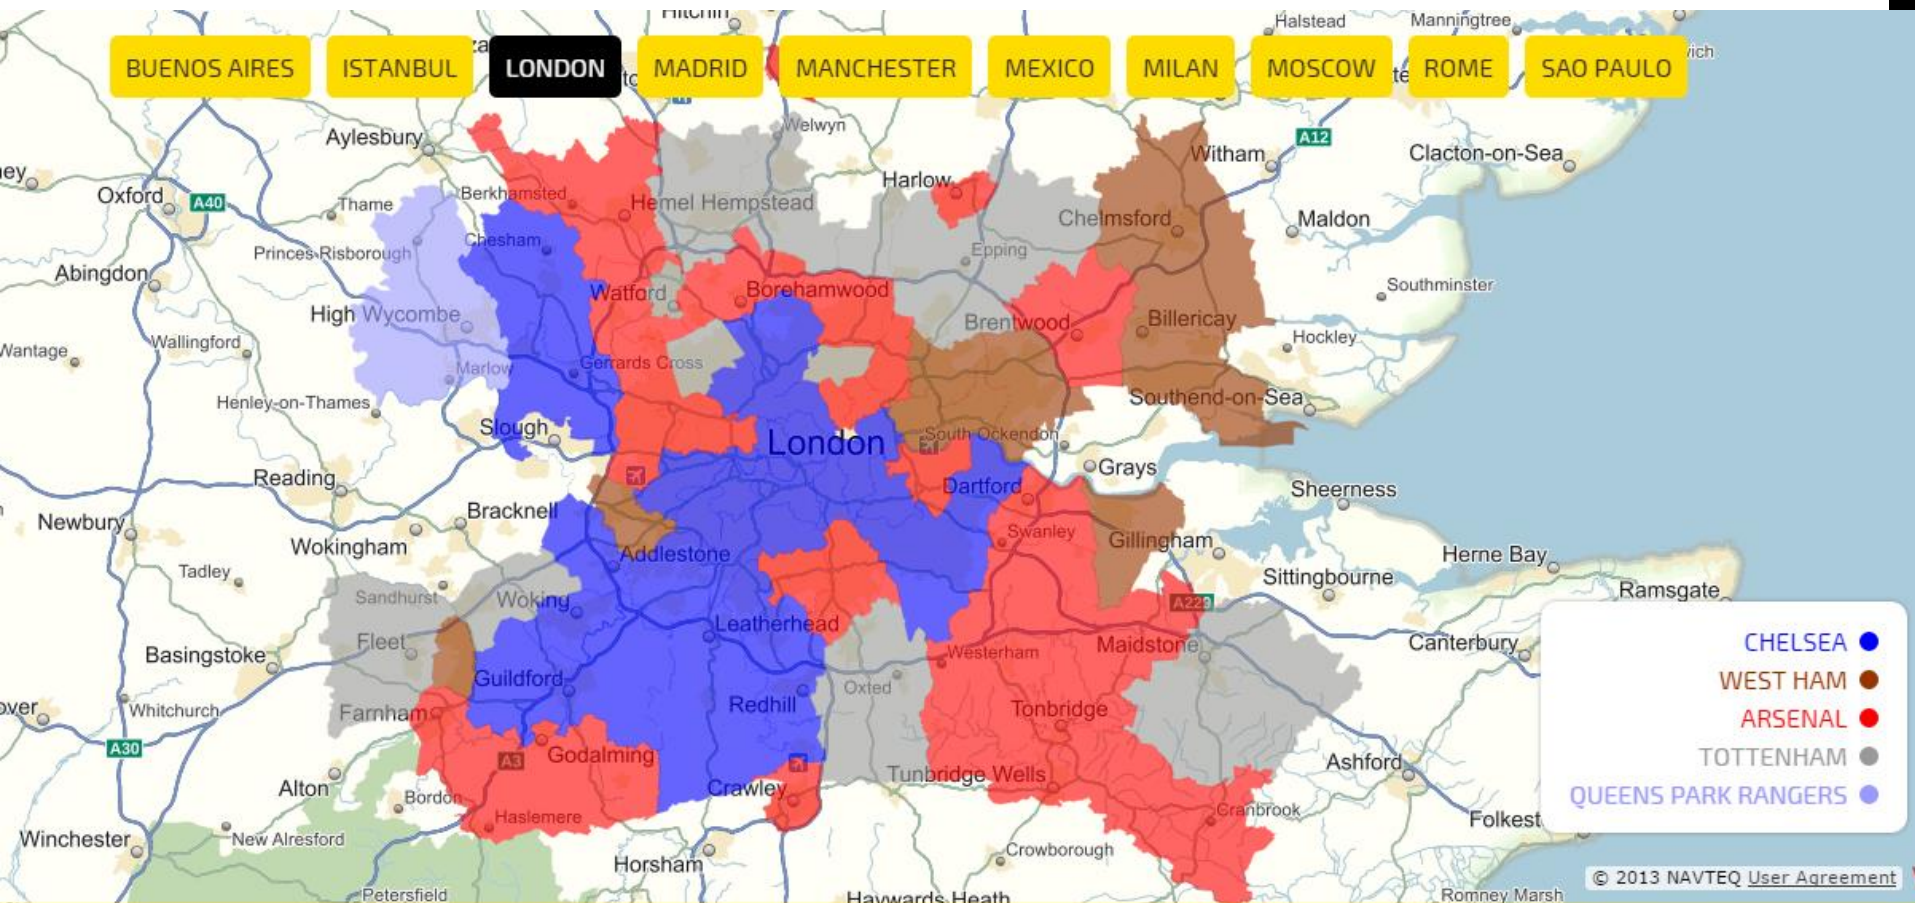 Hitchin
Halstead
Manningtree
BUENOS AIRES
ISTANBUL
LONDON
MADRID
MANCHESTER
MEXICO
MILAN
MOSCOW
ROME
SAO PAULO
Welwyn
Aylesbury
A12
Witham
Clacton-on-Sea
Harlow
Oxford
A40
Thame
Berkhamsted
Hemel Hempstead
Chelmsford
Maldon
Princes Risborough
Chesham
Epping
Abingdon
Watford
Borehamwood
Southminster
High Wycombe
Brentwood
Billericay
Wantage
Wallingford
Hockley
Marlow
Gerrards Cross
Henley-on-Thames
Southend-on-Sea
Slough
London
South Ockendon
Grays
Reading
Dartford
Sheerness
Newbury
Bracknell
Swanley
Wokingham
Addlestone
Gillingham
Herne Bay
Tadley
Sittingbourne
Ramsgate
Sandhurst
Woking
A229
Leatherhead
Fleet
Maidstone
Canterbury
CHELSEA
Basingstoke
Westerham
Guildford
Oxted
WEST HAM
Whitchurch
Farnham
Redhill
Tonbridge
ARSENAL
A30
A3
Godalming
Ashford
TOTTENHAM
Alton
Bordon
Crawley
Tunbridge Wells
QUEENS PARK RANGERS
Haslemere
Cranbrook
Folkest
Winchester
New Alresford
Horsham
Crowborough
© 2013 NAVTEQ User Agreement
Petersfield
Haywards Heath
Romney Marsh